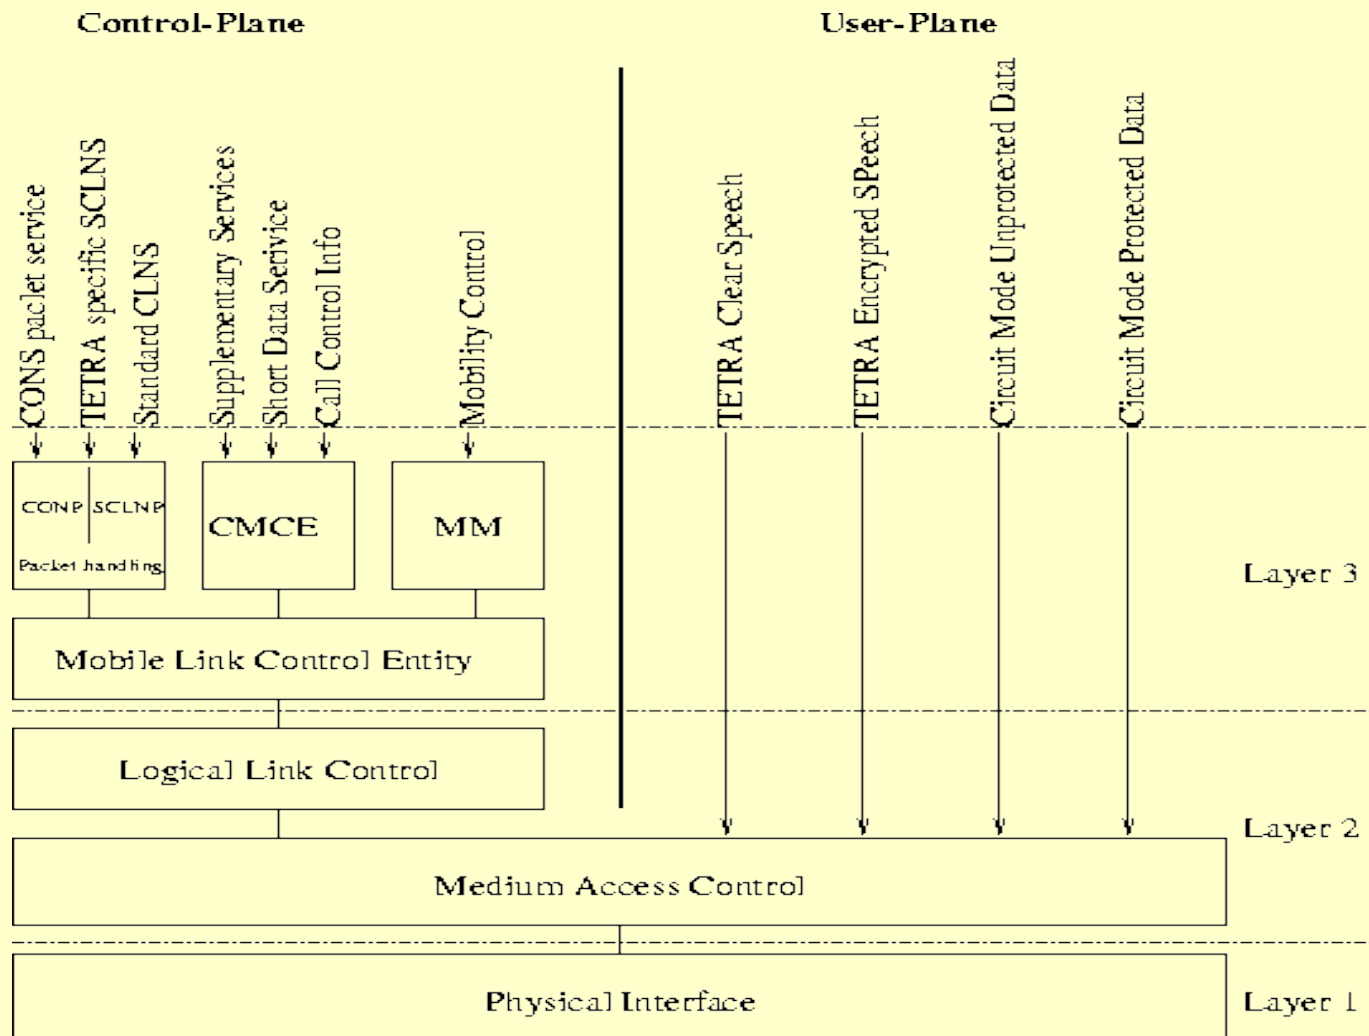 Control-Plane
User-Plane
CONS paclet service
TETRA specific SCLNS
Standard CLNS
Supplementary Services
Short Data Serivice
Call Control Info
Mobility Control
TETRA Clear Speech
TETRA Encrypted SPeech
Circuit Mode Unprotected Data
Circuit Mode Protected Data
CONP SCLNP
Packet handling
CMCE
MM
Layer 3
Mobile Link Control Entity
Logical Link Control
Layer 2
Medium Access Control
Physical Interface
Layer 1